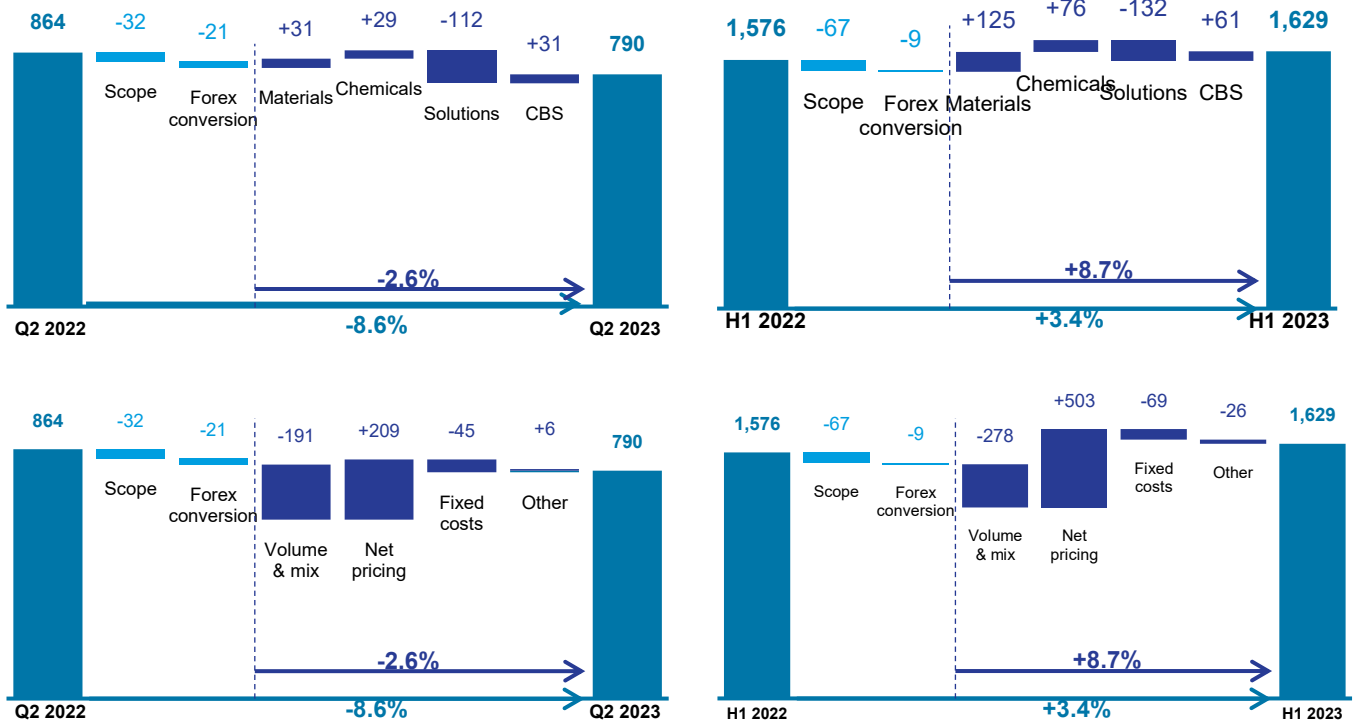 864
-32
-21
+31
+29
-112
+31
790
Scope
Forex
conversion
Materials
Chemicals
Solutions
CBS
-2.6%
-8.6%
Q2 2022
Q2 2023
1,576
-67
-9
+125
+76
-132
+61
1,629
Scope
Forex
conversion
Materials
Chemicals
Solutions
CBS
+8.7%
+3.4%
H1 2022
H1 2023
864
-32
-21
-191
+209
-45
+6
790
Scope
Forex
conversion
Volume
& mix
Net
pricing
Fixed
costs
Other
-2.6%
-8.6%
Q2 2022
Q2 2023
1,576
-67
-9
-278
+503
-69
-26
1,629
Scope
Forex
conversion
Volume
& mix
Net
pricing
Fixed
costs
Other
+8.7%
+3.4%
H1 2022
H1 2023